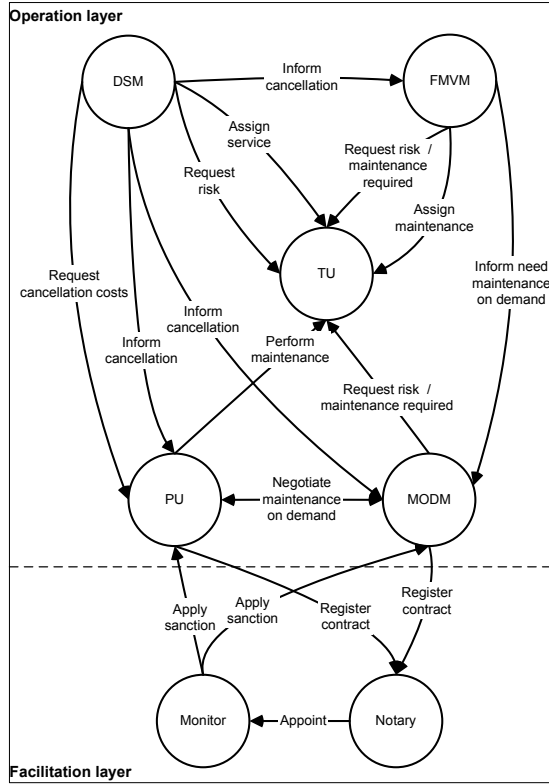 Operation layer
DSM
Inform
cancellation
FMVM
Assign
service
Request risk /
maintenance
required
Request
risk
Assign
maintenance
TU
Request
cancellation costs
Inform need
maintenance
on demand
Inform
cancellation
Inform
cancellation
Perform
maintenance
Request risk /
maintenance required
PU
Negotiate
maintenance
on demand
MODM
Apply
sanction
Apply
sanction
Register
contract
Register
contract
Monitor
Appoint
Notary
Facilitation layer